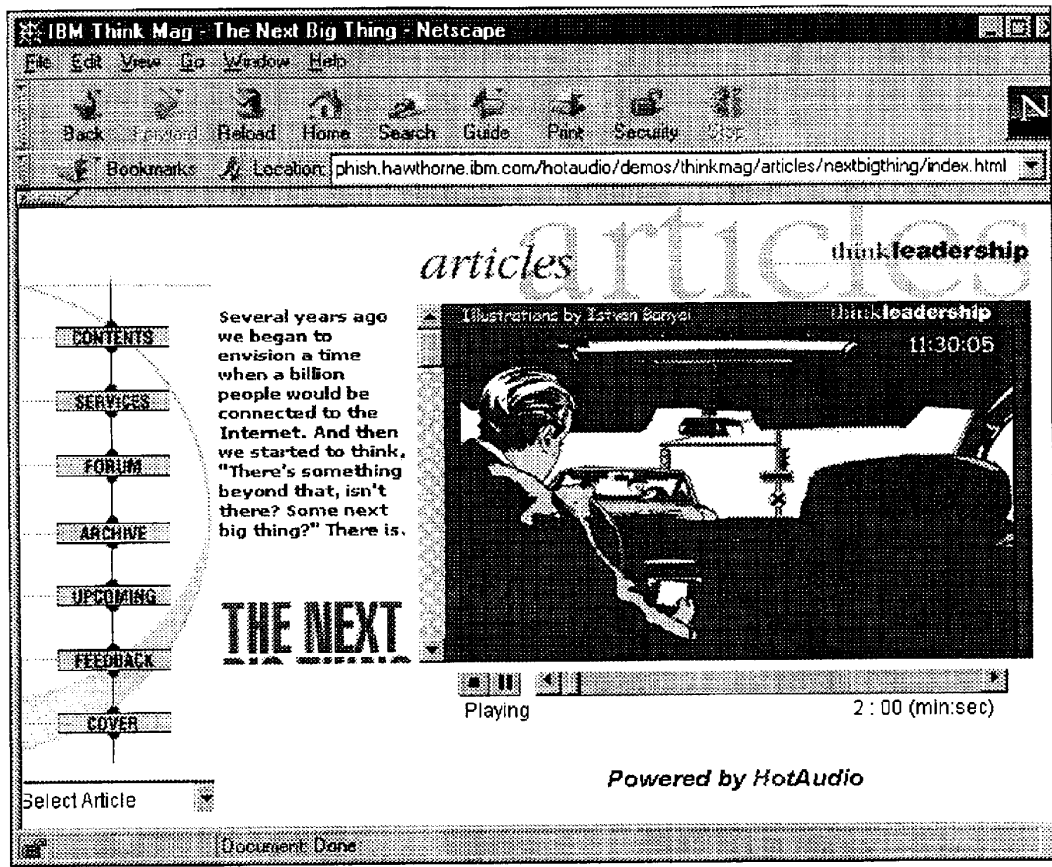 IBM Think Mag - The Next Big Thing - Netscape
File Edit View Go Window Help
Back Forward Reload Home Search Guide Print Security Stop
N
Bookmarks Location: phish.hawthorne.ibm.com/hotaudio/demos/thinkmag/articles/nextbigthing/index.html
articles
articles
thinkleadership
CONTENTS
SERVICES
FORUM
ARCHIVE
UPCOMING
FEEDBACK
COVER
Select Article
Several years ago
we began to
envision a time
when a billion
people would be
connected to the
Internet. And then
we started to think,
"There's something
beyond that, isn't
there? Some next
big thing?" There is.
THE NEXT
Illustrations by Istvan Banyai
thinkleadership
11:30:05
Playing
2 : 00 (min:sec)
Powered by HotAudio
Document: Done